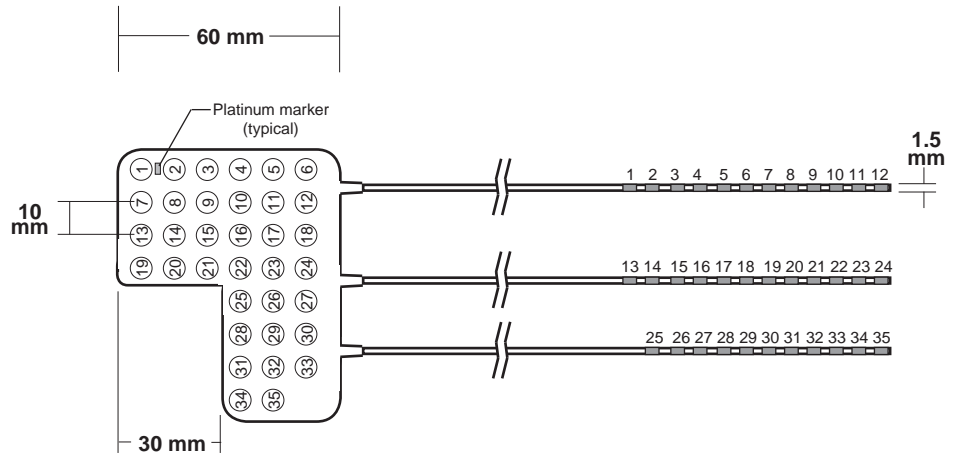 60 mm
Platinum marker
(typical)
1.5
mm
1 2 3 4 5 6
1 2 3 4 5 6 7 8 9 10 11 12
7 8 9 10 11 12
10
mm
13 14 15 16 17 18
19 20 21 22 23 24
13 14 15 16 17 18 19 20 21 22 23 24
25 26 27
28 29 30
25 26 27 28 29 30 31 32 33 34 35
31 32 33
34 35
30 mm